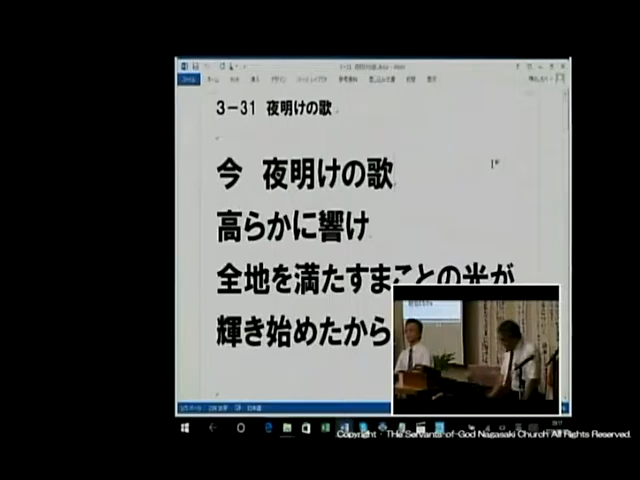 3－31 夜明けの歌
今 夜明けの歌
高らかに響け
全地を満たすまことの光が
輝き始めたから
Copyright · THe Servants-of-God Nagasaki Church All Rights Reserved.